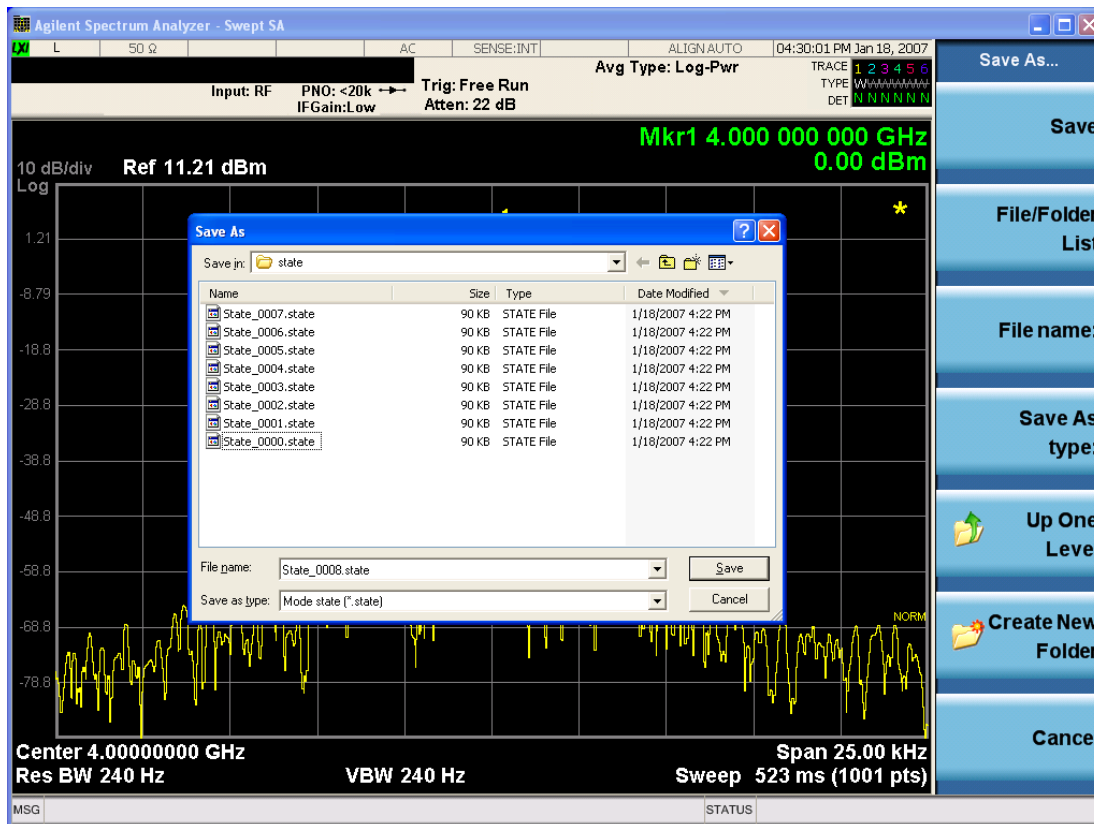 Agilent Spectrum Analyzer - Swept SA
LXI L 50 Ω AC SENSE:INT ALIGN AUTO 04:30:01 PM Jan 18, 2007
Input: RF PNO: <20k Trig: Free Run Avg Type: Log-Pwr TRACE 1 2 3 4 5 6
IFGain:Low Atten: 22 dB TYPE
DET N N N N N N
Mkr1 4.000 000 000 GHz
0.00 dBm
10 dB/div Ref 11.21 dBm
Log
1
*
1.21
-8.79
-18.8
-28.8
-38.8
-48.8
-58.8
-68.8
-78.8
Save As
Save in: state
Name Size Type Date Modified
State_0007.state 90 KB STATE File 1/18/2007 4:22 PM
State_0006.state 90 KB STATE File 1/18/2007 4:22 PM
State_0005.state 90 KB STATE File 1/18/2007 4:22 PM
State_0004.state 90 KB STATE File 1/18/2007 4:22 PM
State_0003.state 90 KB STATE File 1/18/2007 4:22 PM
State_0002.state 90 KB STATE File 1/18/2007 4:22 PM
State_0001.state 90 KB STATE File 1/18/2007 4:22 PM
State_0000.state 90 KB STATE File 1/18/2007 4:22 PM
File name: State_0008.state Save
Save as type: Mode state (*.state) Cancel
NORM
Center 4.00000000 GHz Span 25.00 kHz
Res BW 240 Hz VBW 240 Hz Sweep 523 ms (1001 pts)
MSG STATUS
Save As...
Save
File/Folder
Lis
File name:
Save As
type:
Up One
Leve
Create New
Folder
Cance